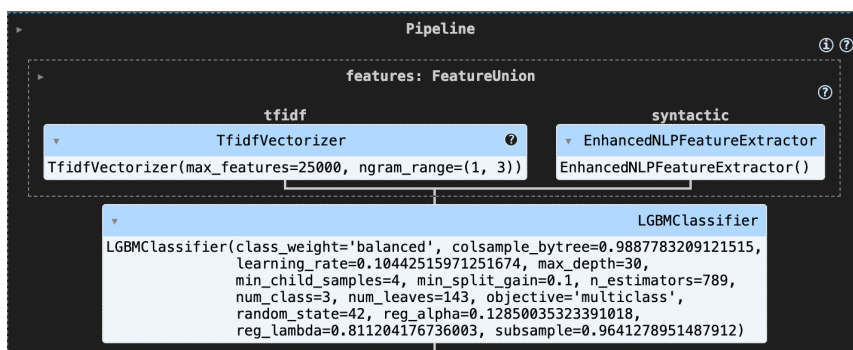 Pipeline
features: FeatureUnion
tfidf
syntactic
TfidfVectorizer
EnhancedNLPFeatureExtractor
TfidfVectorizer(max_features=25000, ngram_range=(1, 3))
EnhancedNLPFeatureExtractor()
LGBMClassifier
LGBMClassifier(class_weight='balanced', colsample_bytree=0.9887783209121515,
learning_rate=0.10442515971251674, max_depth=30,
min_child_samples=4, min_split_gain=0.1, n_estimators=789,
num_class=3, num_leaves=143, objective='multiclass',
random_state=42, reg_alpha=0.12850035323391018,
reg_lambda=0.811204176736003, subsample=0.9641278951487912)